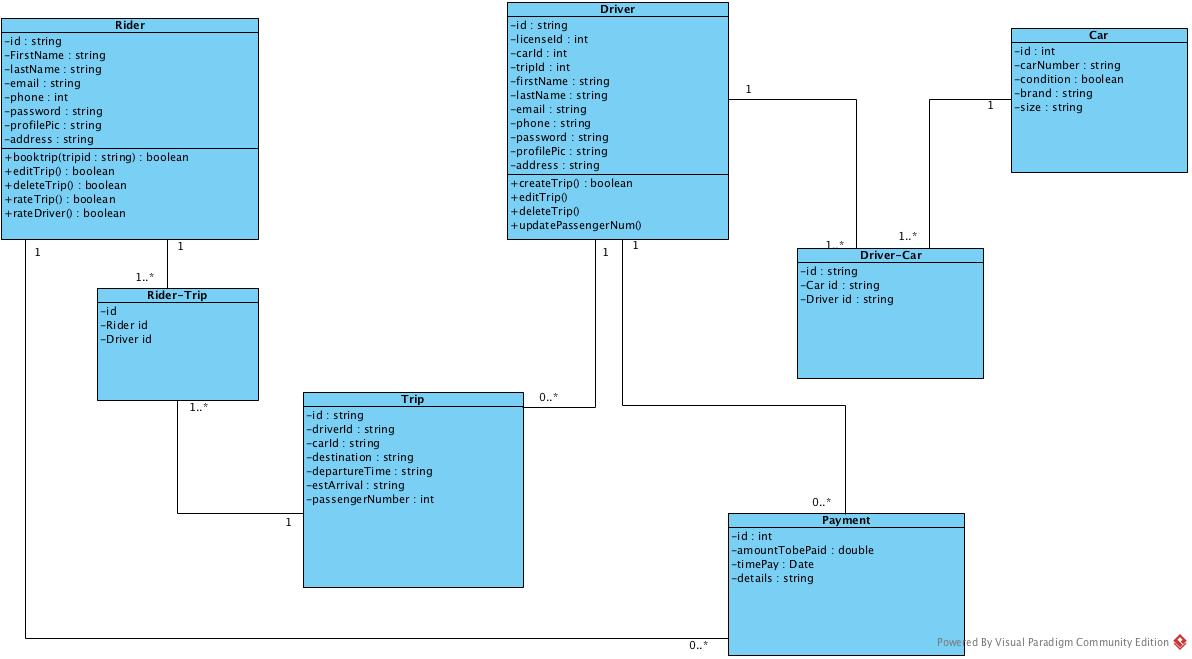 Rider
-id : string
-FirstName : string
-lastName : string
-email : string
-phone : int
-password : string
-profilePic : string
-address : string
+booktrip(tripid : string) : boolean
+editTrip() : boolean
+deleteTrip() : boolean
+rateTrip() : boolean
+rateDriver() : boolean
Driver
-id : string
-licenseId : int
-carId : int
-tripId : int
-firstName : string
-lastName : string
-email : string
-phone : string
-password : string
-profilePic : string
-address : string
+createTrip() : boolean
+editTrip()
+deleteTrip()
+updatePassengerNum()
Car
-id : int
-carNumber : string
-condition : boolean
-brand : string
-size : string
1
1
1..*
1..*
Driver-Car
-id : string
-Car id : string
-Driver id : string
1
1
1..*
1
1
Rider-Trip
-id
-Rider id
-Driver id
1..*
0..*
Trip
-id : string
-driverId : string
-carId : string
-destination : string
-departureTime : string
-estArrival : string
-passengerNumber : int
1
0..*
Payment
-id : int
-amountTobePaid : double
-timePay : Date
-details : string
0..*
Powered By Visual Paradigm Community Edition